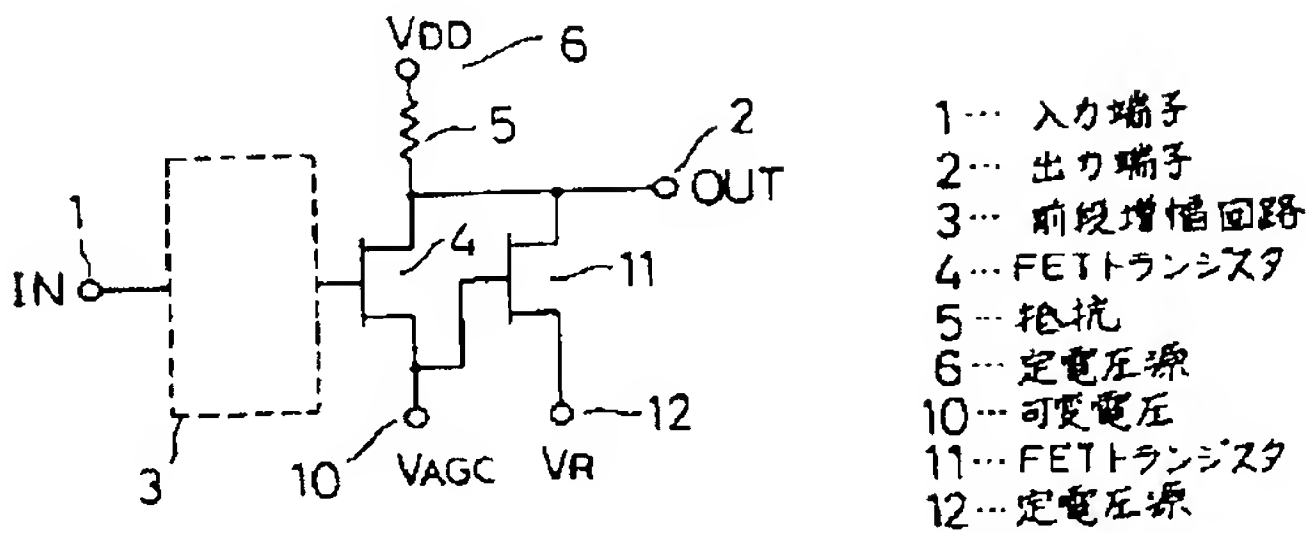 VDD
6
5
2
OUT
1
IN
4
11
3
10
VAGC
VR
12
1… 入力端子
2… 出力端子
3… 前段増幅回路
4… FETトランジスタ
5… 抵抗
6… 定電圧源
10… 可変電圧
11… FETトランジスタ
12… 定電圧源